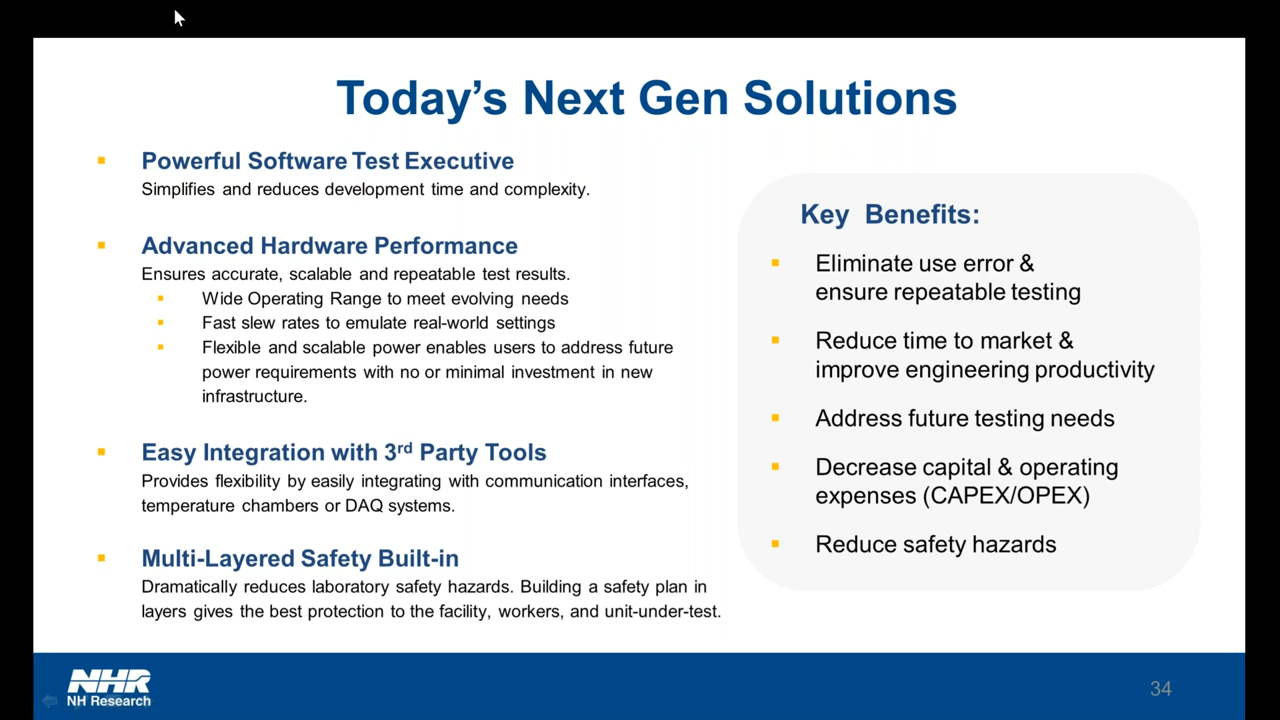 Today's Next Gen Solutions
Powerful Software Test Executive
Simplifies and reduces development time and complexity.
Advanced Hardware Performance
Ensures accurate, scalable and repeatable test results.
Wide Operating Range to meet evolving needs
Fast slew rates to emulate real-world settings
Flexible and scalable power enables users to address future
power requirements with no or minimal investment in new
infrastructure.
Easy Integration with 3rd Party Tools
Provides flexibility by easily integrating with communication interfaces,
temperature chambers or DAQ systems.
Multi-Layered Safety Built-in
Dramatically reduces laboratory safety hazards. Building a safety plan in
layers gives the best protection to the facility, workers, and unit-under-test.
Key Benefits:
Eliminate use error &
ensure repeatable testing
Reduce time to market &
improve engineering productivity
Address future testing needs
Decrease capital & operating
expenses (CAPEX/OPEX)
Reduce safety hazards
NHR
NH Research
34